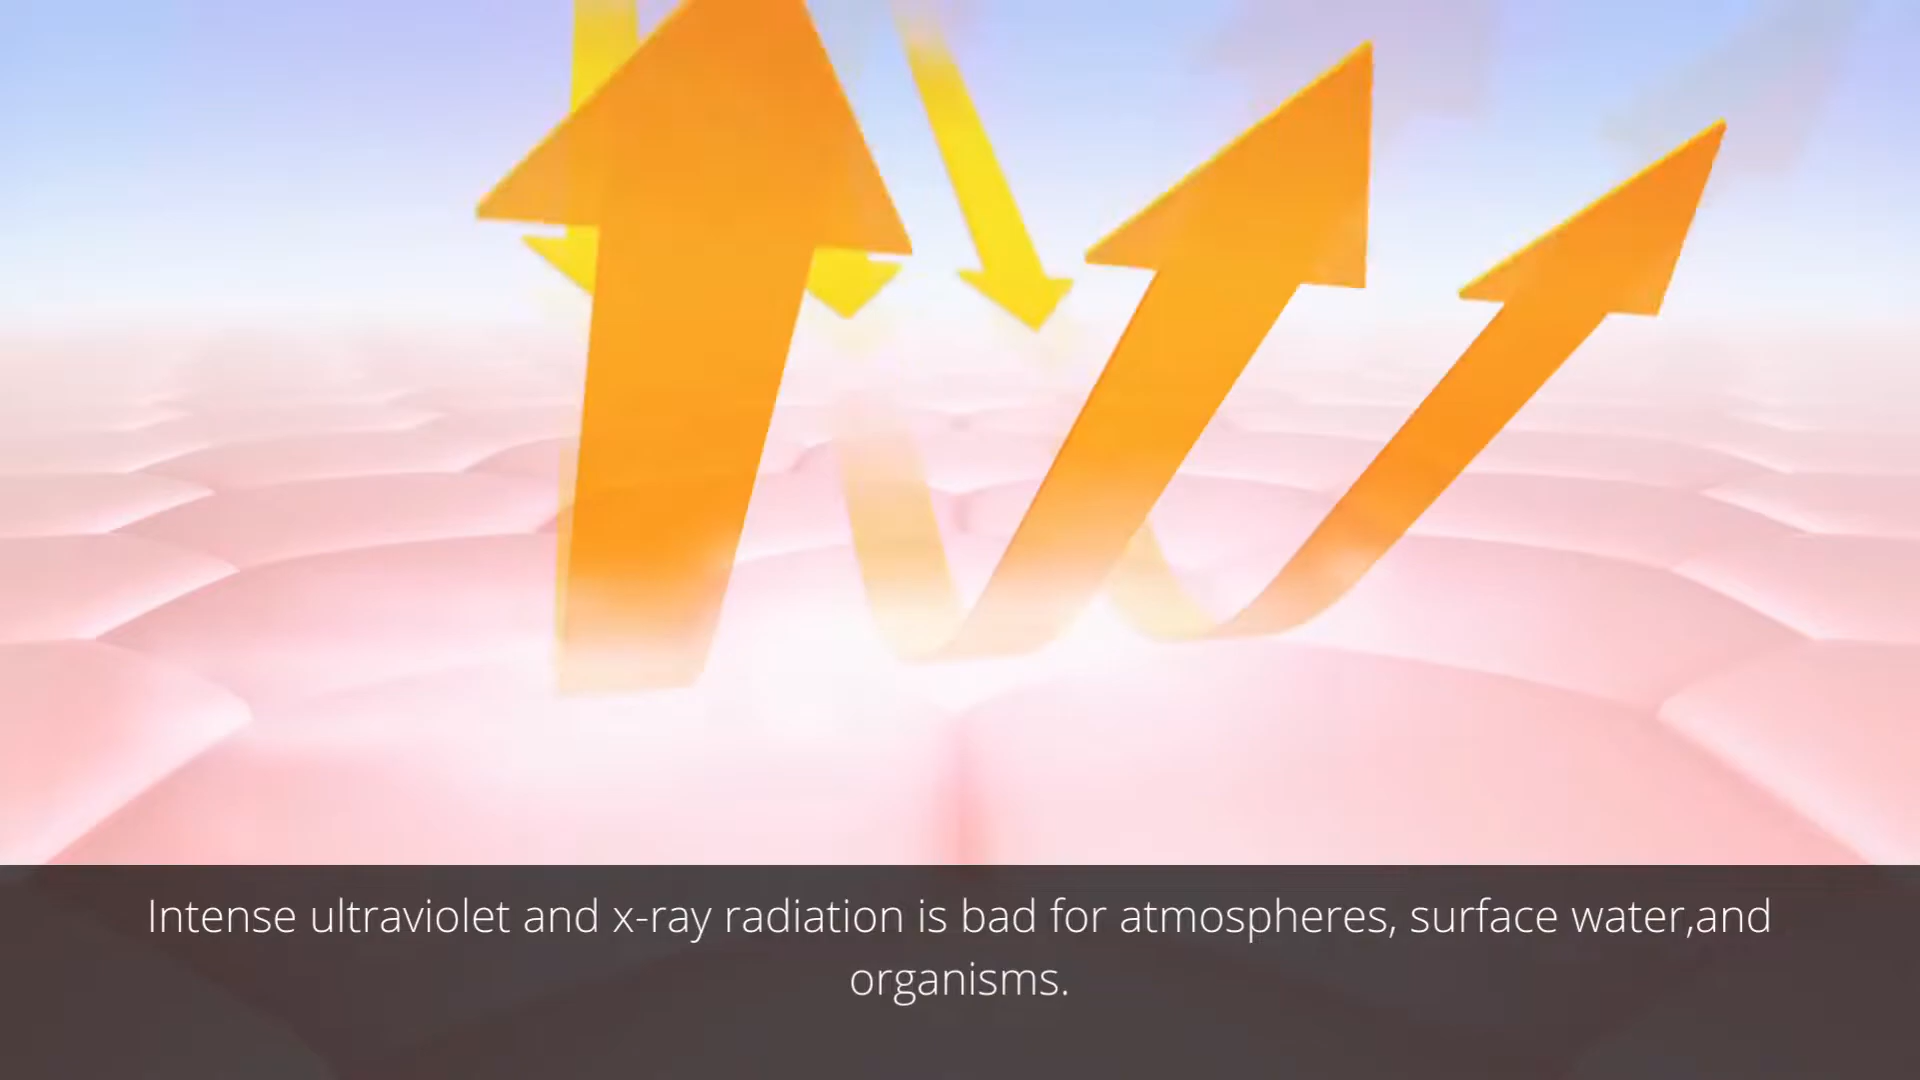 Intense ultraviolet and x-ray radiation is bad for atmospheres, surface water,and
organisms.